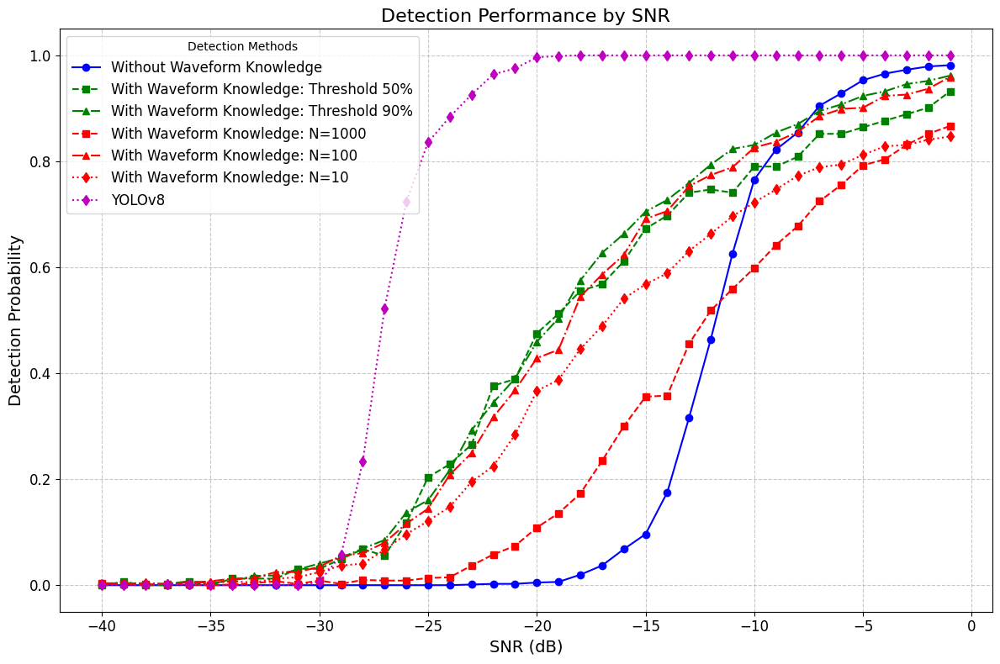 Detection Performance by SNR
Detection Methods
Without Waveform Knowledge
With Waveform Knowledge: Threshold 50%
With Waveform Knowledge: Threshold 90%
With Waveform Knowledge: N=1000
With Waveform Knowledge: N=100
With Waveform Knowledge: N=10
YOLOv8
Detection Probability
1.0
0.8
0.6
0.4
0.2
0.0
−40 −35 −30 −25 −20 −15 −10 −5 0
SNR (dB)